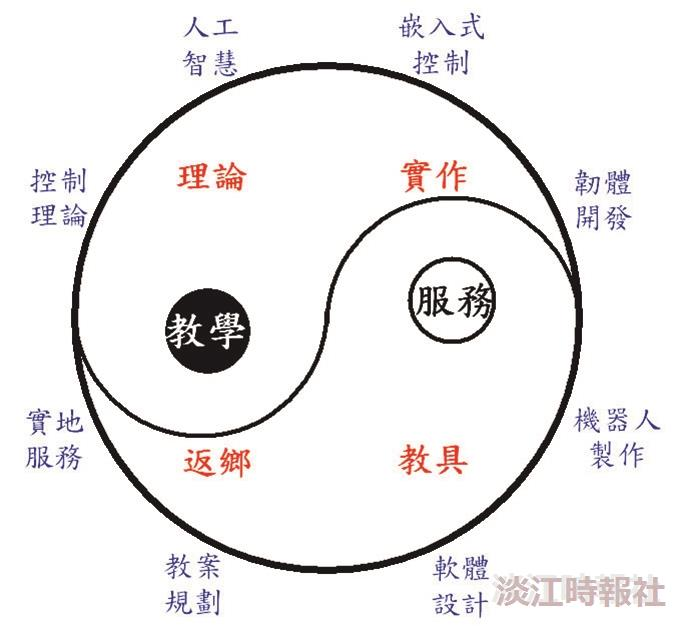 人工
智慧
嵌入式
控制
控制
理論
理論
實作
韌體
開發
教學
服務
實地
服務
返鄉
教具
機器人
製作
教案
規劃
軟體
設計
淡江時報社